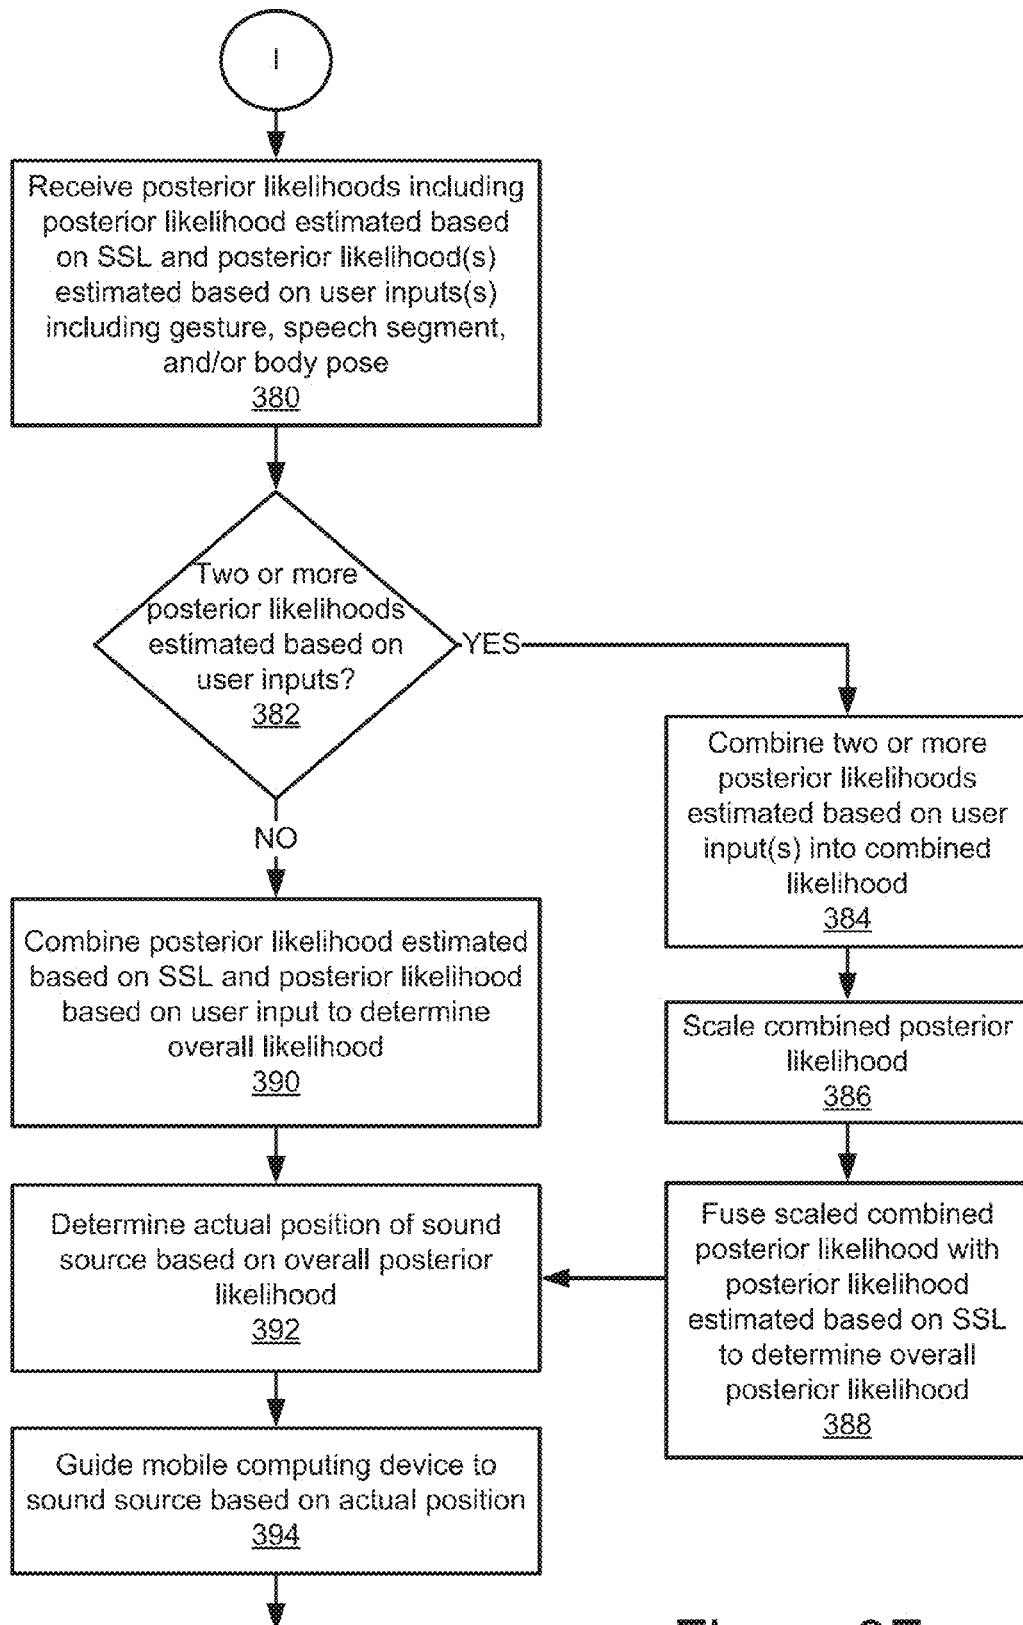 I
Receive posterior likelihoods including
posterior likelihood estimated based
on SSL and posterior likelihood(s)
estimated based on user inputs(s)
including gesture, speech segment,
and/or body pose
380
Two or more
posterior likelihoods
estimated based on
user inputs?
382
YES
NO
Combine two or more
posterior likelihoods
estimated based on user
input(s) into combined
likelihood
384
Combine posterior likelihood estimated
based on SSL and posterior likelihood
based on user input to determine
overall likelihood
390
Scale combined posterior
likelihood
386
Determine actual position of sound
source based on overall posterior
likelihood
392
Fuse scaled combined
posterior likelihood with
posterior likelihood
estimated based on SSL
to determine overall
posterior likelihood
388
Guide mobile computing device to
sound source based on actual position
394